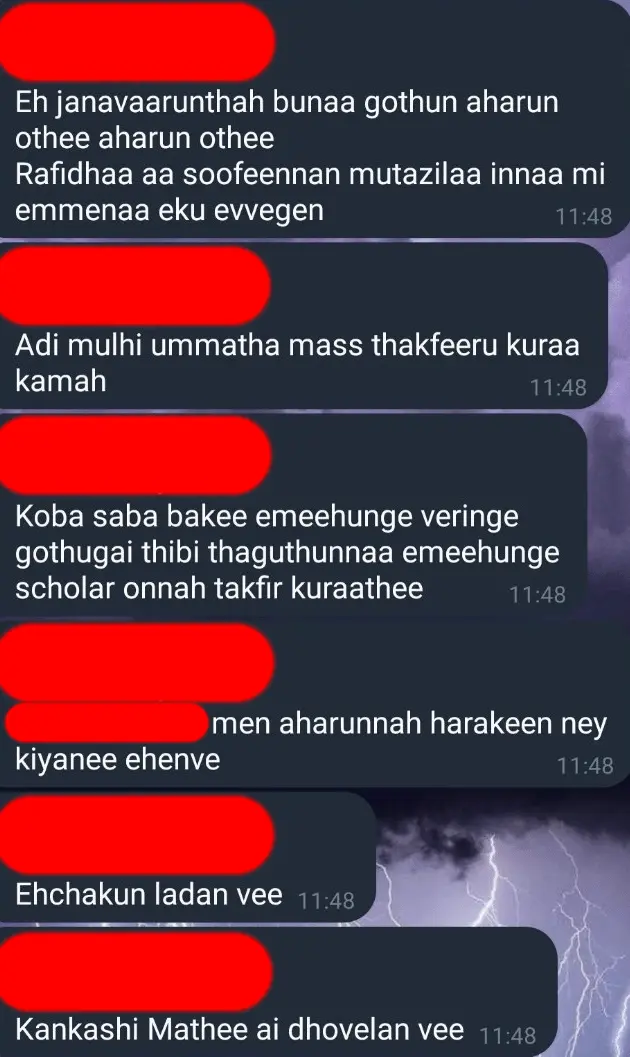 Eh janavaarunthah bunaa gothun aharun
othee aharun othee
Rafidhaa aa soofeennan mutazilaa innaa mi
emmenaa eku evvegen
11:48
Adi mulhi ummatha mass thakfeeru kuraa
kamah
11:48
Koba saba bakee emeehunge veringe
gothugai thibi thaguthunnaa emeehunge
scholar onnah takfir kuraathee
11:48
men aharunnah harakeen ney
kiyanee ehenve
11:48
Ehchakun ladan vee
11:48
Kankashi Mathee ai dhovelan vee
11:48